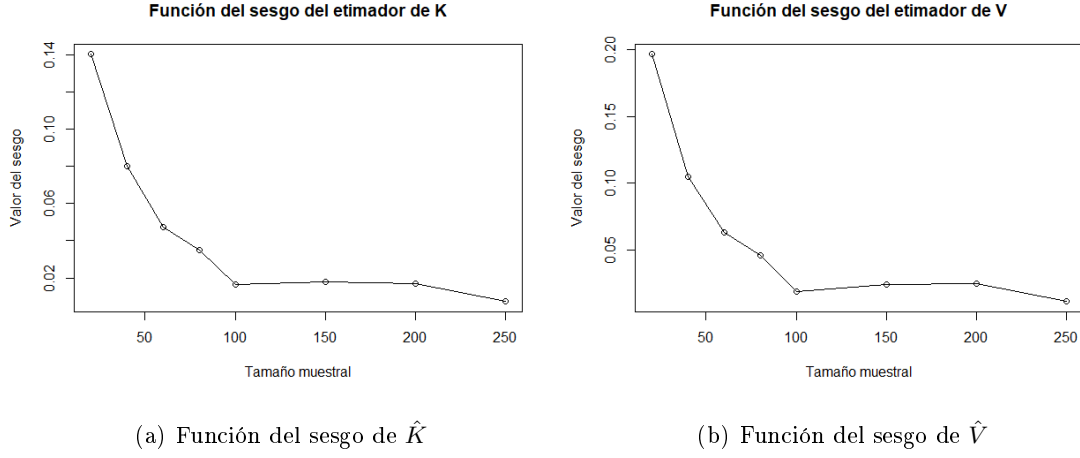 Función del sesgo del etimador de K
Valor del sesgo
0.14
0.10
0.06
0.02
50 100 150 200 250
Tamaño muestral
(a) Función del sesgo de K̂
Función del sesgo del etimador de V
Valor del sesgo
0.20
0.15
0.10
0.05
50 100 150 200 250
Tamaño muestral
(b) Función del sesgo de V̂